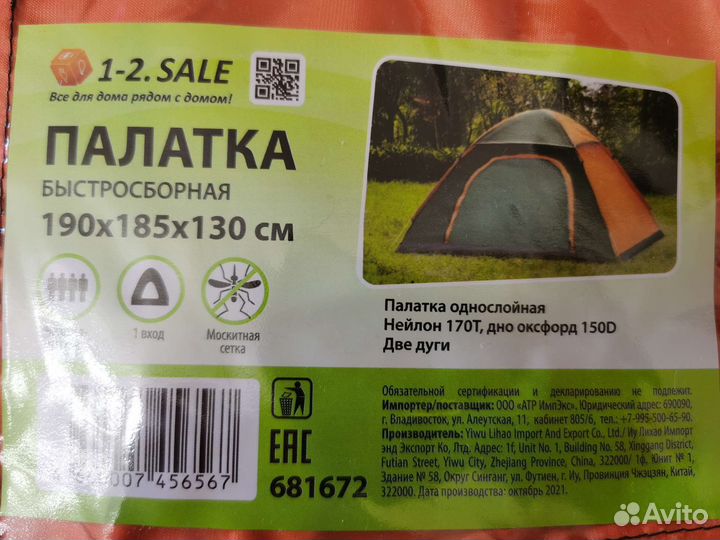 1-2. SALE
Все для дома рядом с домом!
ПАЛАТКА
БЫСТРОСБОРНАЯ
190х185х130 см
1 вход
Москитная
сетка
Палатка однослойная
Нейлон 170Т, дно оксфорд 150D
Две дуги
Обязательной сертификации и декларированию не подлежит.
Импортер/поставщик: ООО «АТР ИмпЭкс». Юридический адрес: 690090,
г. Владивосток, ул. Алеутская, 11, кабинет 805/6, тел.: +7-995-500-65-90.
Производитель: Yiwu Lihao Import And Export Co., Ltd./ Иу Лихао Импорт
энд Экспорт Ко, Лтд. Адрес: 1f, Unit No. 1, Building No. 58, Xinggang District,
Futian Street, Yiwu City, Zhejiang Province, China, 322000/ 1ф, Юнит № 1,
Здание № 58, Округ Синганг, ул. Футиен, г. Иу, Провинция Чжэцзян, Китай,
322000. Дата производства: октябрь 2021.
EAC
007 456567
681672
Avito